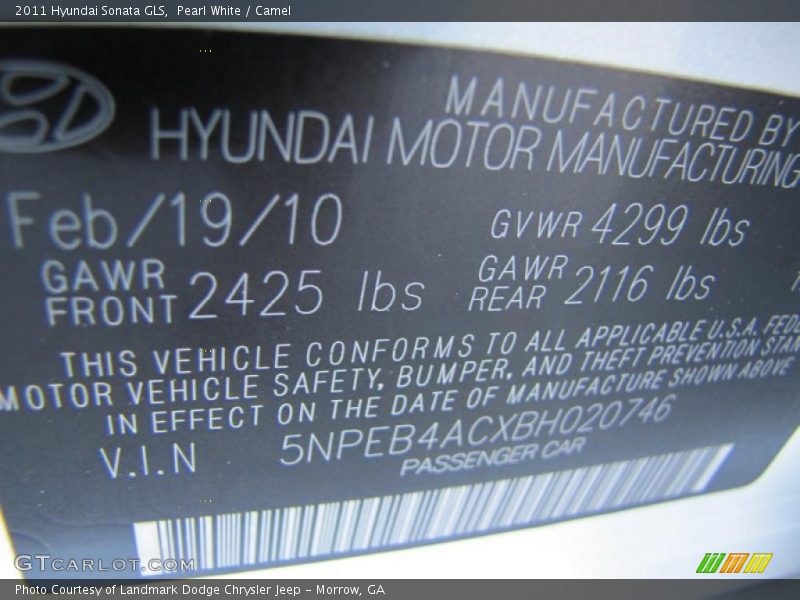 2011 Hyundai Sonata GLS, Pearl White / Camel
MANUFACTURED BY
HYUNDAI MOTOR MANUFACTURING
Feb/19/10
GVWR 4299 lbs
GAWR FRONT 2425 lbs
GAWR REAR 2116 lbs
THIS VEHICLE CONFORMS TO ALL APPLICABLE U.S.A. FEDE
MOTOR VEHICLE SAFETY, BUMPER, AND THEFT PREVENTION STAN
IN EFFECT ON THE DATE OF MANUFACTURE SHOWN ABOVE
V.I.N 5NPEB4ACXBH020746
PASSENGER CAR
GTCARLOT.COM
Photo Courtesy of Landmark Dodge Chrysler Jeep - Morrow, GA